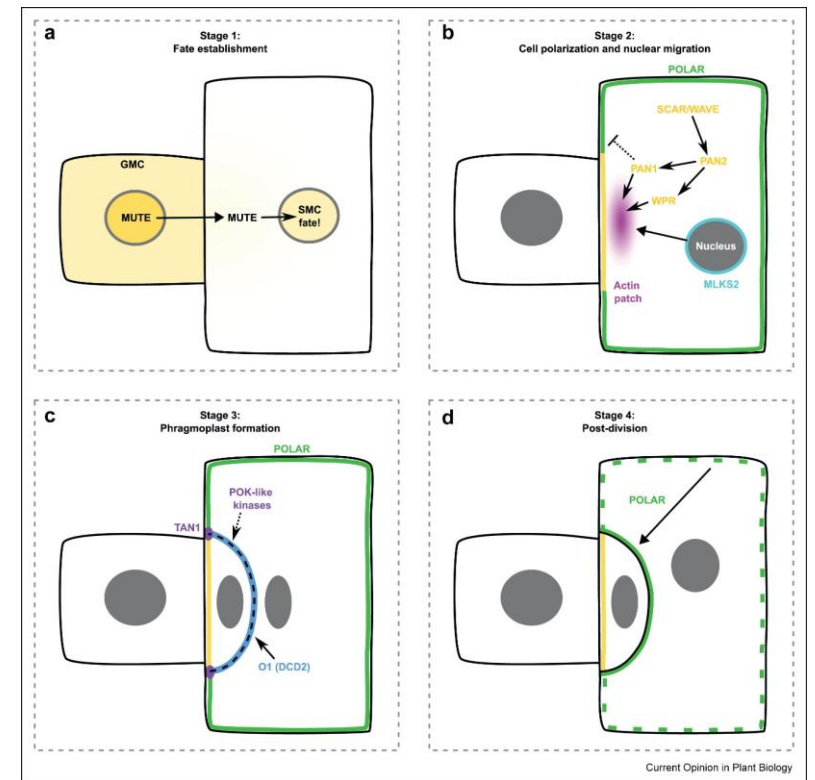 a
Stage 1:
Fate establishment
GMC
MUTE
MUTE
SMC
fate!
b
Stage 2:
Cell polarization and nuclear migration
POLAR
SCAR/WAVE
PAN1
PAN2
WPR
Nucleus
Actin
patch
MLKS2
c
Stage 3:
Phragmoplast formation
POLAR
POK-like
kinases
TAN1
O1 (DCD2)
d
Stage 4:
Post-division
POLAR
Current Opinion in Plant Biology